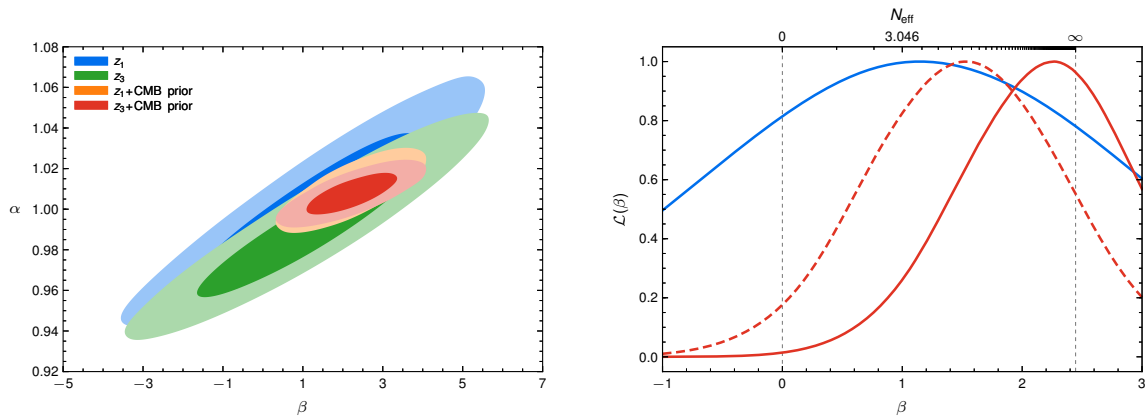 1.08
1.06
1.04
1.02
1.00
0.98
0.96
0.94
0.92
α
z₁
z₃
z₁+CMB prior
z₃+CMB prior
−5 −3 −1 1 3 5 7
β
N_eff
0 3.046 ∞
1.0
0.8
0.6
0.4
0.2
0.0
ℒ(β)
−1 0 1 2 3
β